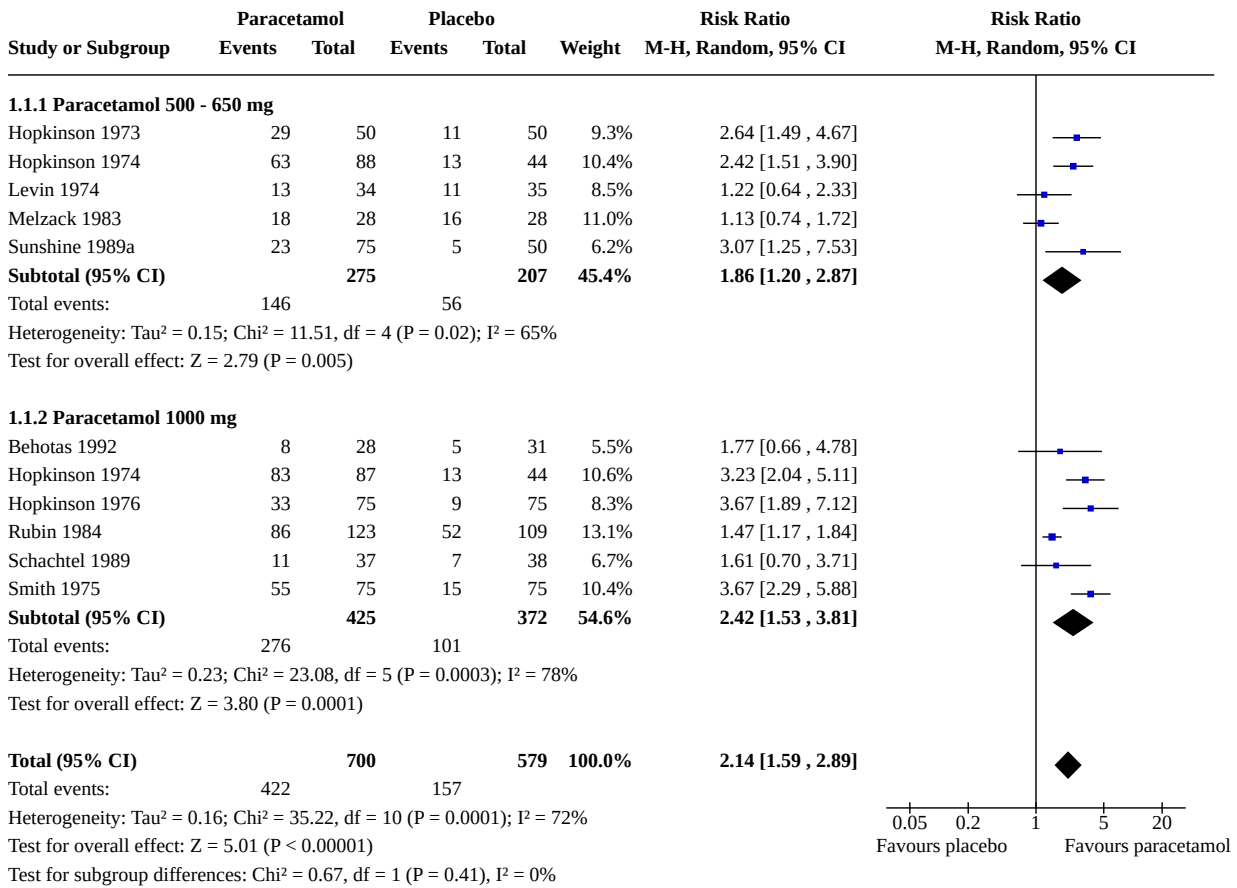 Paracetamol Placebo Risk Ratio Risk Ratio
Study or Subgroup Events Total Events Total Weight M-H, Random, 95% CI M-H, Random, 95% CI
1.1.1 Paracetamol 500 - 650 mg
Hopkinson 1973 29 50 11 50 9.3% 2.64 [1.49 , 4.67]
Hopkinson 1974 63 88 13 44 10.4% 2.42 [1.51 , 3.90]
Levin 1974 13 34 11 35 8.5% 1.22 [0.64 , 2.33]
Melzack 1983 18 28 16 28 11.0% 1.13 [0.74 , 1.72]
Sunshine 1989a 23 75 5 50 6.2% 3.07 [1.25 , 7.53]
Subtotal (95% CI) 275 207 45.4% 1.86 [1.20 , 2.87]
Total events: 146 56
Heterogeneity: Tau² = 0.15; Chi² = 11.51, df = 4 (P = 0.02); I² = 65%
Test for overall effect: Z = 2.79 (P = 0.005)
1.1.2 Paracetamol 1000 mg
Behotas 1992 8 28 5 31 5.5% 1.77 [0.66 , 4.78]
Hopkinson 1974 83 87 13 44 10.6% 3.23 [2.04 , 5.11]
Hopkinson 1976 33 75 9 75 8.3% 3.67 [1.89 , 7.12]
Rubin 1984 86 123 52 109 13.1% 1.47 [1.17 , 1.84]
Schachtel 1989 11 37 7 38 6.7% 1.61 [0.70 , 3.71]
Smith 1975 55 75 15 75 10.4% 3.67 [2.29 , 5.88]
Subtotal (95% CI) 425 372 54.6% 2.42 [1.53 , 3.81]
Total events: 276 101
Heterogeneity: Tau² = 0.23; Chi² = 23.08, df = 5 (P = 0.0003); I² = 78%
Test for overall effect: Z = 3.80 (P = 0.0001)
Total (95% CI) 700 579 100.0% 2.14 [1.59 , 2.89]
Total events: 422 157
Heterogeneity: Tau² = 0.16; Chi² = 35.22, df = 10 (P = 0.0001); I² = 72%
0.05 0.2 1 5 20
Test for overall effect: Z = 5.01 (P < 0.00001) Favours placebo Favours paracetamol
Test for subgroup differences: Chi² = 0.67, df = 1 (P = 0.41), I² = 0%